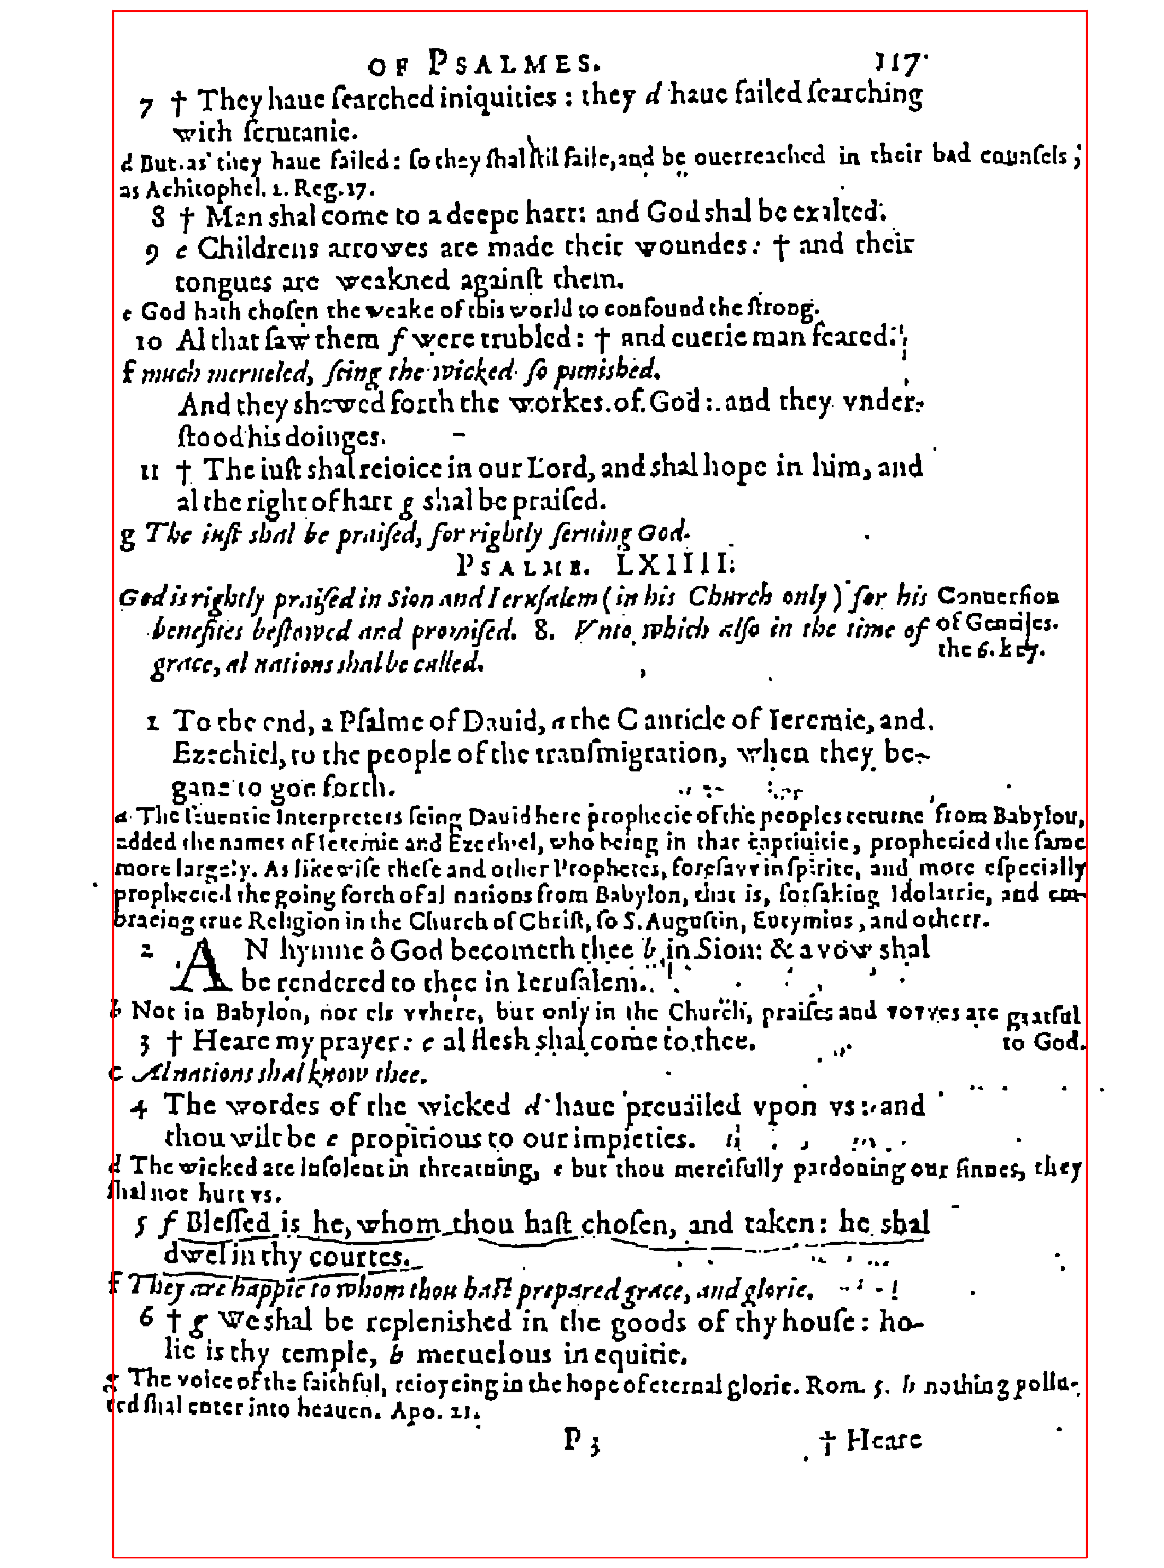 OF PSALMES. 117.
7 † They haue ſearched iniquities : they d haue failed ſearching
with ſcrutanie.
d But as they haue failed: ſo they ſhal ſtil faile, and be ouerreached in their bad counſels;
as Achitophel. 1. Reg.17.
8 † Man shal come to a deepe hart: and God shal be exalted.
9 e Childrens arrowes are made their woundes: † and their
tongues are weakned againſt them.
e God hath choſen the weake of this world to confound the ſtrong.
10 Al that ſaw them f were trubled: † and euerie man feared.
f much merueled, ſeing the wicked ſo punished.
And they shewed forth the workes of God: and they vnder-
ſtood his doinges.
11 † The iuſt shal reioice in our Lord, and shal hope in him, and
al the right of hart g shal be praiſed.
g The iuſt shal be praiſed, for rightly ſeruing God.
PSALME. LXIIII.
God is rightly praiſed in Sion and Ieruſalem (in his Church only) for his
benefites beſtowed and promiſed. 8. Vnto which alſo in the time of
grace, al nations shal be called.
Conuerſion
of Gentiles.
the 6. key.
1 To the end, a Pſalme of Dauid, a the Canticle of Ieremie, and
Ezechiel, to the people of the tranſmigration, when they be-
gane to goe forth.
a The ſeuentie Interpreters ſeing Dauid here prophecie of the peoples returne from Babylon,
added the names of Ieremie and Ezechiel, who being in that captiuitie, prophecied the ſame
more largely. As likewiſe theſe and other Prophetes, foreſavv in ſpirite, and more eſpecially
prophecied the going forth of al nations from Babylon, that is, forſaking Idolatrie, and em-
bracing true Religion in the Church of Chriſt, ſo S. Auguſtin, Eutymius, and others.
2 AN hymne ô God becometh thee b in Sion: & a vow shal
be rendered to thee in Ieruſalem.
b Not in Babylon, nor els vvhere, but only in the Church, praiſes and vovves are grateful
to God.
3 † Heare my prayer: c al fleſh shal come to thee.
c Al nations shal know thee.
4 The wordes of the wicked d haue preuailed vpon vs: and
thou wilt be e propitious to our impieties.
d The wicked are Inſolent in threatning, e but thou mercifully pardoning our ſinnes, they
ſhal not hurt vs.
5 f Bleſſed is he, whom thou haſt choſen, and taken: he shal
dwel in thy courtes.
f They are happie to whom thou haſt prepared grace, and glorie.
6 † g We shal be replenished in the goods of thy houſe: ho-
lie is thy temple, h meruelous in equitie.
g The voice of the faithful, reioyceing in the hope of eternal glorie. Rom. 5. h nothing pollu-
ted ſhal enter into heauen. Apo. 21.
P 3 † Heare